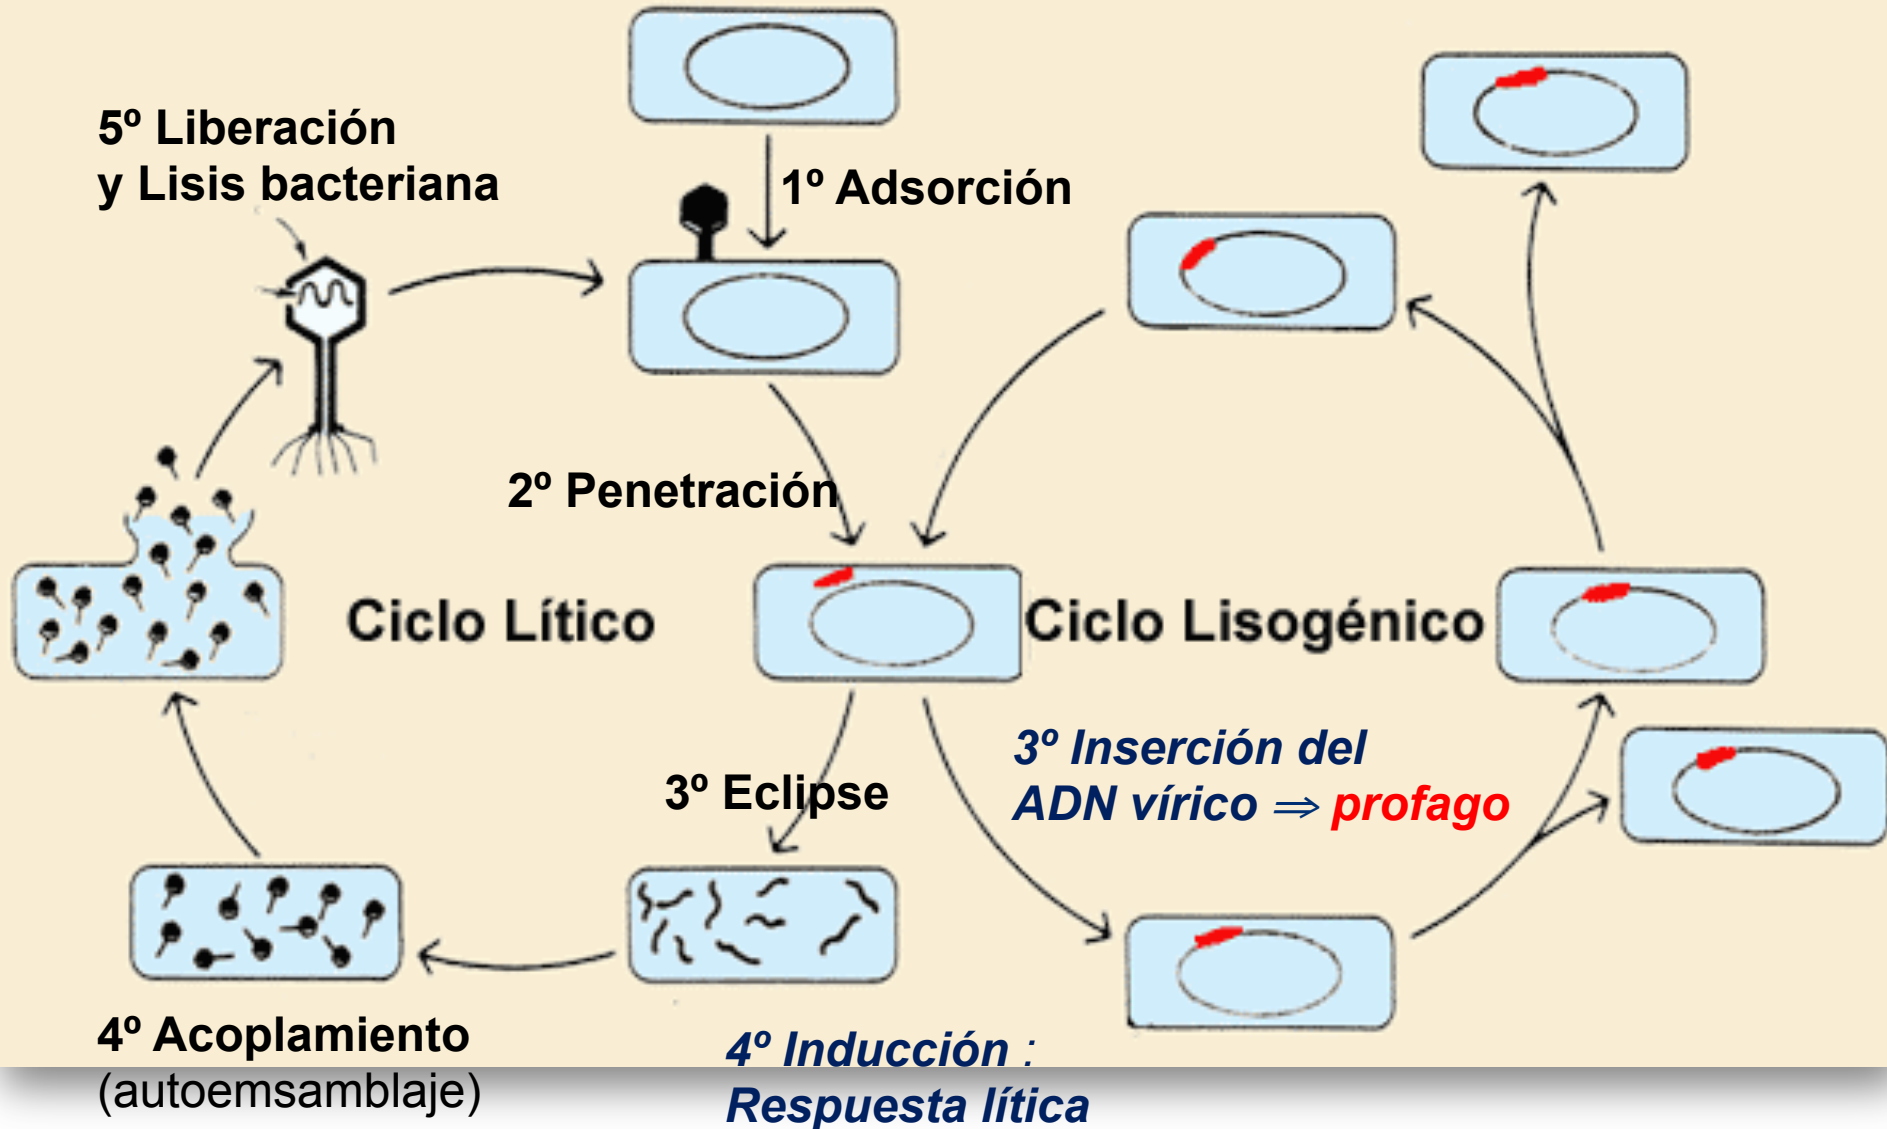 5º Liberación
y Lisis bacteriana
1º Adsorción
2º Penetración
Ciclo Lítico
Ciclo Lisogénico
3º Eclipse
3º Inserción del
ADN vírico ⇒ profago
4º Acoplamiento
(autoemsamblaje)
4º Inducción :
Respuesta lítica